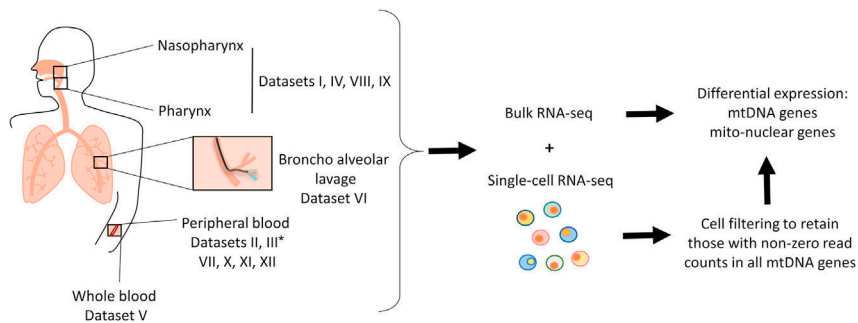 Nasopharynx
Datasets I, IV, VIII, IX
Pharynx
Broncho alveolar
lavage
Dataset VI
Peripheral blood
Datasets II, III*
VII, X, XI, XII
Whole blood
Dataset V
Bulk RNA-seq
+
Single-cell RNA-seq
Differential expression:
mtDNA genes
mito-nuclear genes
Cell filtering to retain
those with non-zero read
counts in all mtDNA genes